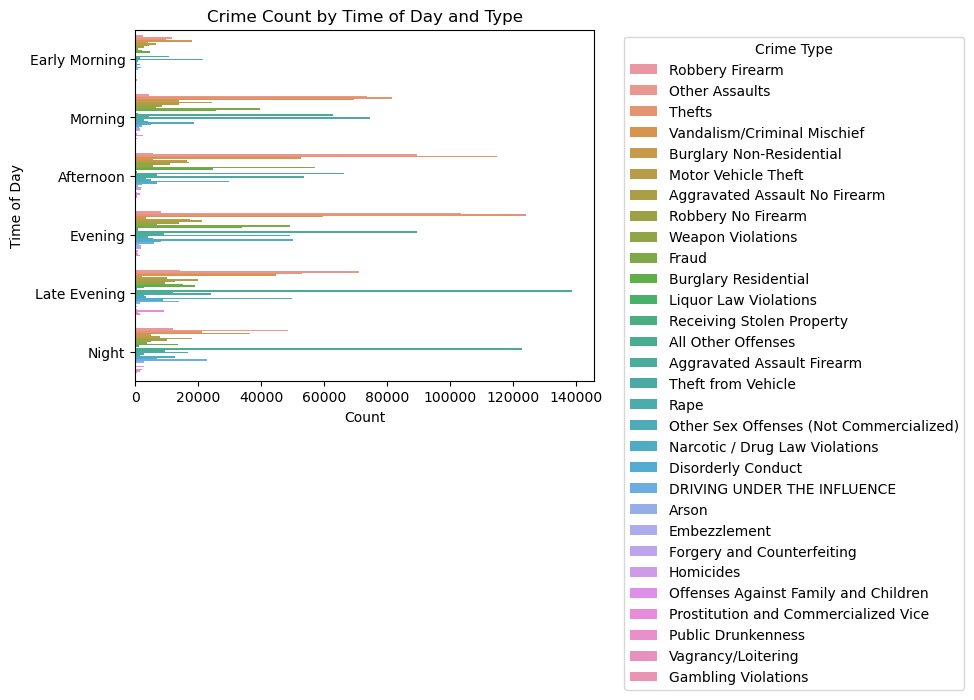 Crime Count by Time of Day and Type
Time of Day
Early Morning
Morning
Afternoon
Evening
Late Evening
Night
0 20000 40000 60000 80000 100000 120000 140000
Count
Crime Type
Robbery Firearm
Other Assaults
Thefts
Vandalism/Criminal Mischief
Burglary Non-Residential
Motor Vehicle Theft
Aggravated Assault No Firearm
Robbery No Firearm
Weapon Violations
Fraud
Burglary Residential
Liquor Law Violations
Receiving Stolen Property
All Other Offenses
Aggravated Assault Firearm
Theft from Vehicle
Rape
Other Sex Offenses (Not Commercialized)
Narcotic / Drug Law Violations
Disorderly Conduct
DRIVING UNDER THE INFLUENCE
Arson
Embezzlement
Forgery and Counterfeiting
Homicides
Offenses Against Family and Children
Prostitution and Commercialized Vice
Public Drunkenness
Vagrancy/Loitering
Gambling Violations